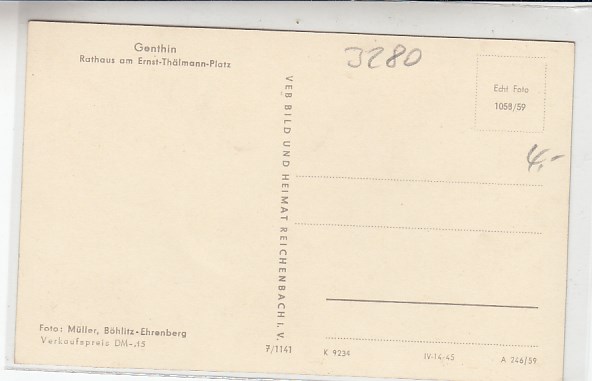 Genthin
Rathaus am Ernst-Thälmann-Platz
3280
Echt Foto
1058/59
4,-
VEB BILD UND HEIMAT REICHENBACH I. V.
Foto: Müller, Böhlitz-Ehrenberg
Verkaufspreis DM -.15
7/1141
K 9234
IV-14-45
A 246/59